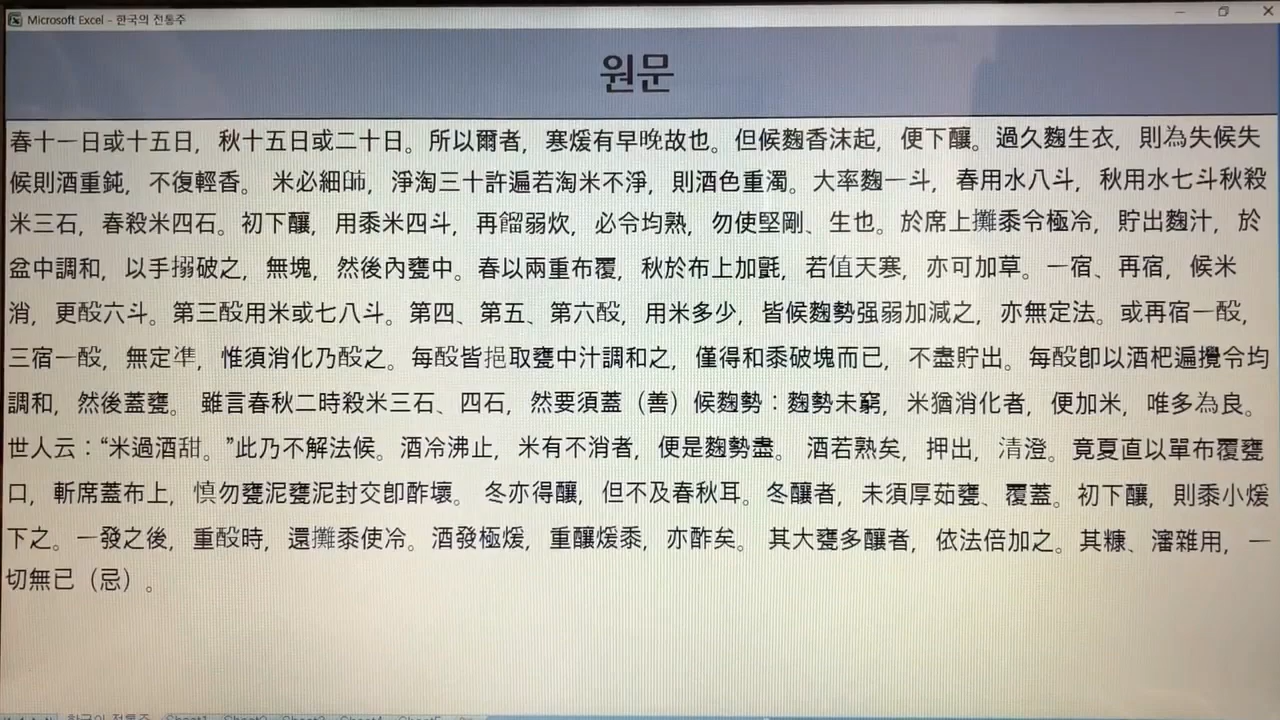 Microsoft Excel - 한국의 전통주
원문
春十一日或十五日，秋十五日或二十日。所以爾者，寒煖有早晚故也。但候麴香沫起，便下釀。過久麴生衣，則為失候失
候則酒重鈍，不復輕香。 米必細㫶，淨淘三十許遍若淘米不淨，則酒色重濁。大率麴一斗，春用水八斗，秋用水七斗秋殺
米三石，春殺米四石。初下釀，用黍米四斗，再餾弱炊，必令均熟，勿使堅剛、生也。於席上攤黍令極冷，貯出麴汁，於
盆中調和，以手搦破之，無塊，然後內甕中。春以兩重布覆，秋於布上加氈，若値天寒，亦可加草。一宿、再宿，候米
消，更酘六斗。第三酘用米或七八斗。第四、第五、第六酘，用米多少，皆候麴勢强弱加減之，亦無定法。或再宿一酘，
三宿一酘，無定準，惟須消化乃酘之。每酘皆挹取甕中汁調和之，僅得和黍破塊而已，不盡貯出。每酘卽以酒杷遍攪令均
調和，然後蓋甕。 雖言春秋二時殺米三石、四石，然要須蓋（善）候麴勢：麴勢未窮，米猶消化者，便加米，唯多為良。
世人云：“米過酒甜。”此乃不解法候。酒冷沸止，米有不消者，便是麴勢盡。 酒若熟矣，押出，清澄。竟夏直以單布覆甕
口，斬席蓋布上，慎勿甕泥甕泥封交卽酢壞。 冬亦得釀，但不及春秋耳。冬釀者，未須厚茹甕、覆蓋。初下釀，則黍小煖
下之。一發之後，重酘時，還攤黍使冷。酒發極煖，重釀煖黍，亦酢矣。 其大甕多釀者，依法倍加之。其糠、瀋雜用，一
切無已（忌）。